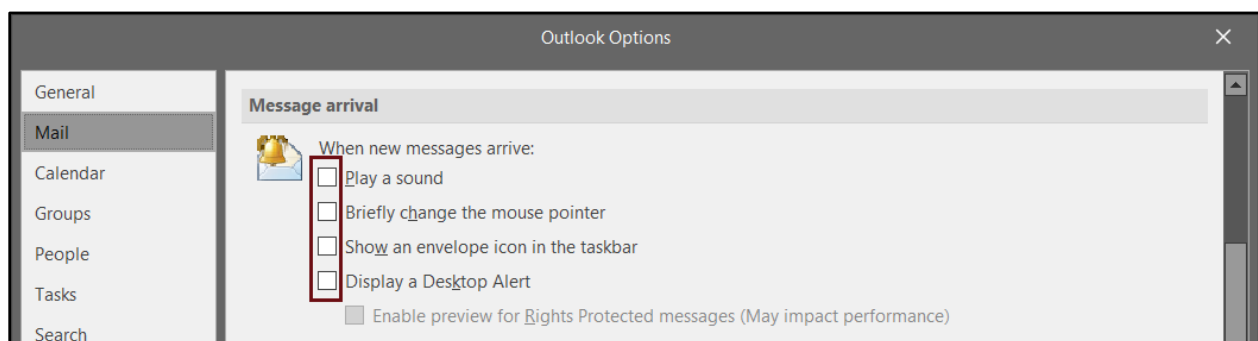 Outlook Options
General
Mail
Calendar
Groups
People
Tasks
Search
Message arrival
When new messages arrive:
Play a sound
Briefly change the mouse pointer
Show an envelope icon in the taskbar
Display a Desktop Alert
Enable preview for Rights Protected messages (May impact performance)